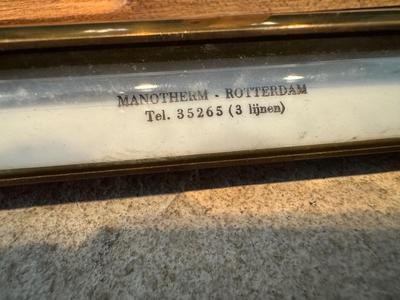 MANOTHERM - ROTTERDAM
Tel. 35265 (3 lijnen)